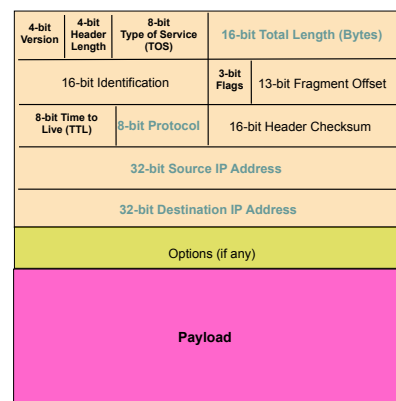 4-bit
Version
4-bit
Header
Length
8-bit
Type of Service
(TOS)
16-bit Total Length (Bytes)
16-bit Identification
3-bit
Flags
13-bit Fragment Offset
8-bit Time to
Live (TTL)
8-bit Protocol
16-bit Header Checksum
32-bit Source IP Address
32-bit Destination IP Address
Options (if any)
Payload